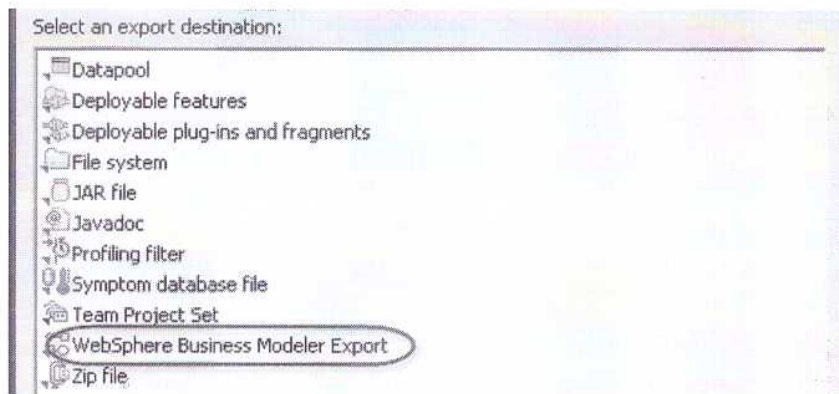 Select an export destination:
Datapool
Deployable features
Deployable plug-ins and fragments
File system
JAR file
Javadoc
Profiling filter
Symptom database file
Team Project Set
WebSphere Business Modeler Export
Zip file